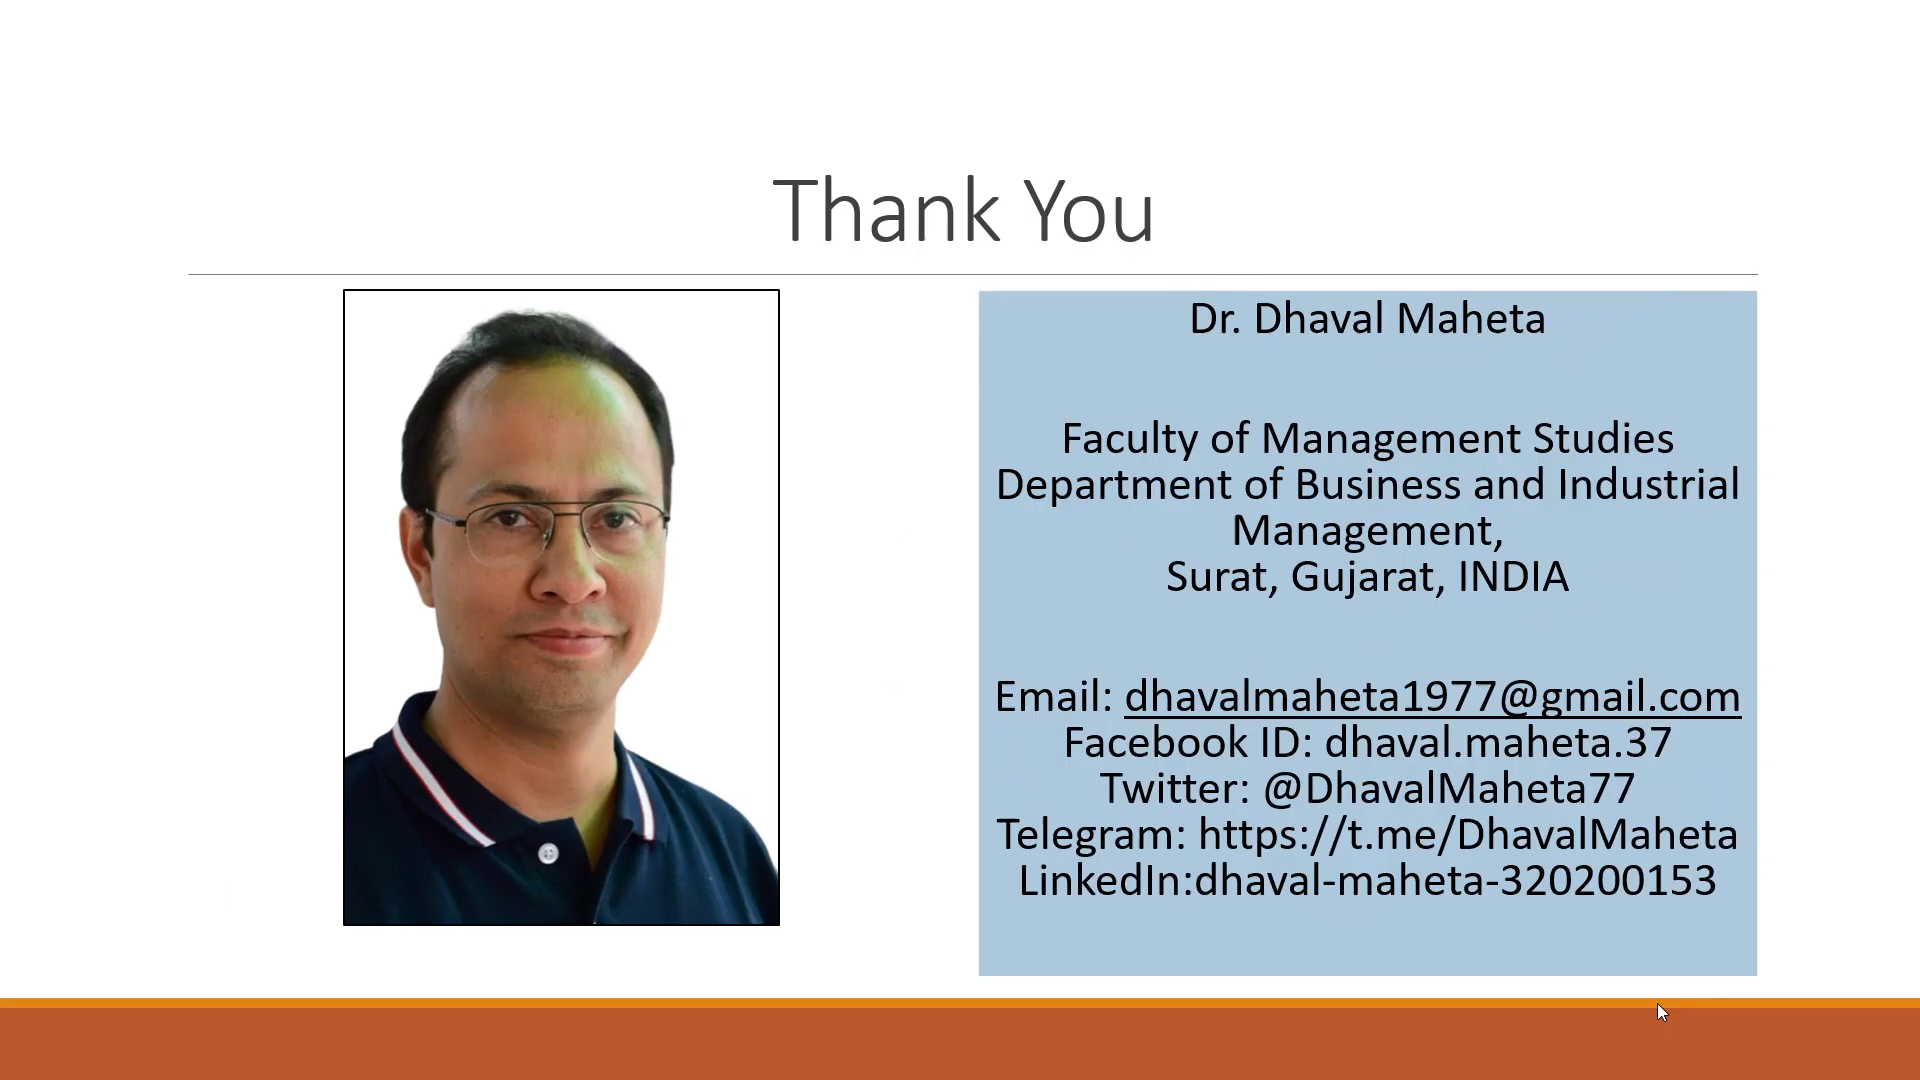 Thank You
Dr. Dhaval Maheta
Faculty of Management Studies
Department of Business and Industrial
Management,
Surat, Gujarat, INDIA
Email: dhavalmaheta1977@gmail.com
Facebook ID: dhaval.maheta.37
Twitter: @DhavalMaheta77
Telegram: https://t.me/DhavalMaheta
LinkedIn:dhaval-maheta-320200153